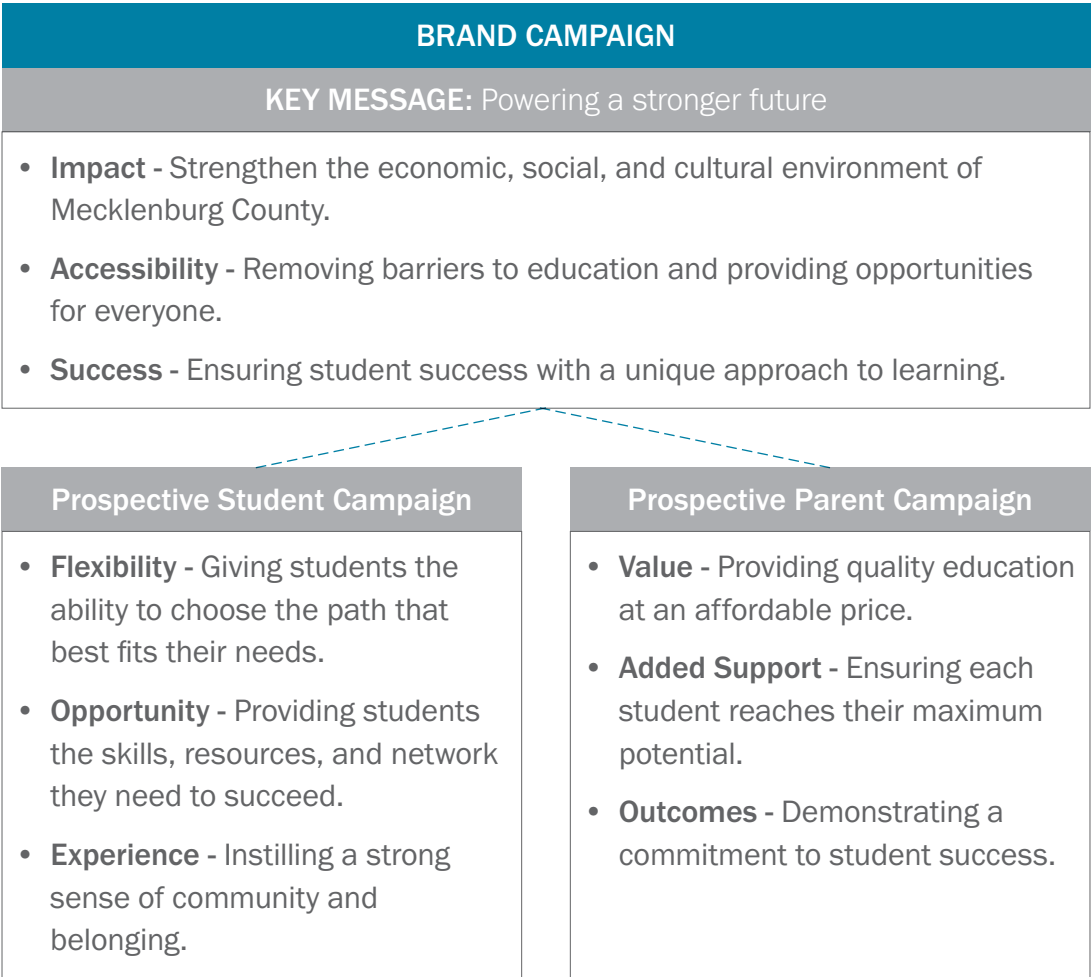 BRAND CAMPAIGN
KEY MESSAGE: Powering a stronger future
• Impact - Strengthen the economic, social, and cultural environment of
Mecklenburg County.
• Accessibility - Removing barriers to education and providing opportunities
for everyone.
• Success - Ensuring student success with a unique approach to learning.
Prospective Student Campaign
• Flexibility - Giving students the
ability to choose the path that
best fits their needs.
• Opportunity - Providing students
the skills, resources, and network
they need to succeed.
• Experience - Instilling a strong
sense of community and
belonging.
Prospective Parent Campaign
• Value - Providing quality education
at an affordable price.
• Added Support - Ensuring each
student reaches their maximum
potential.
• Outcomes - Demonstrating a
commitment to student success.